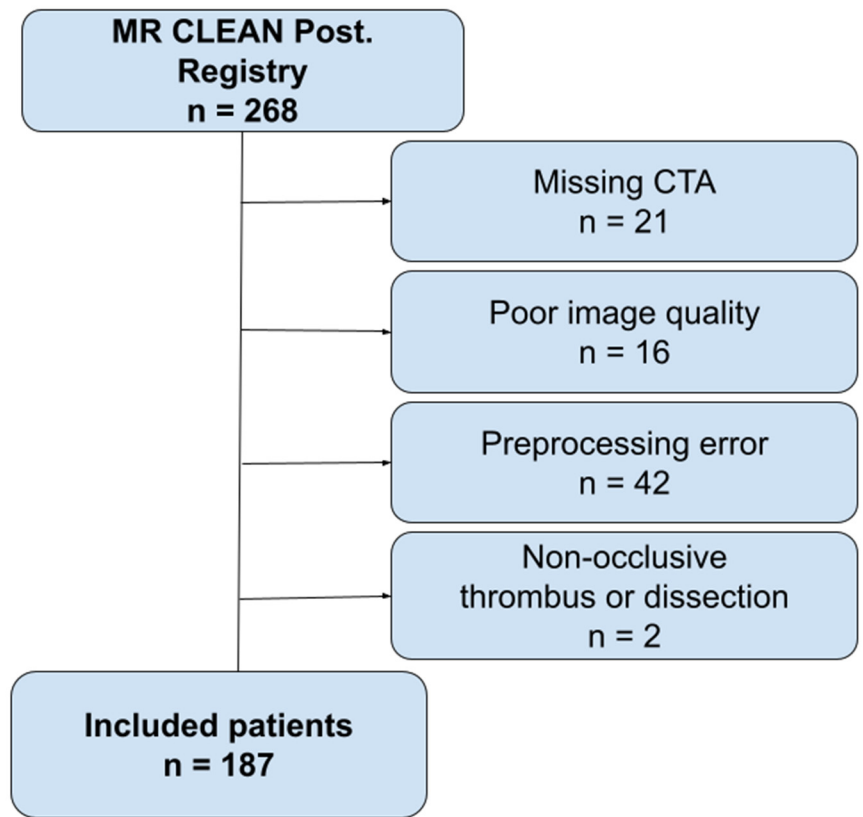 MR CLEAN Post.
Registry
n = 268
Missing CTA
n = 21
Poor image quality
n = 16
Preprocessing error
n = 42
Non-occlusive
thrombus or dissection
n = 2
Included patients
n = 187